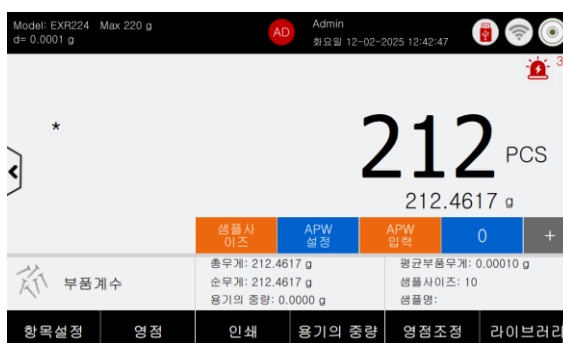 Model: EXR224 Max 220 g
d= 0.0001 g
AD
Admin
화요일 12-02-2025 12:42:47
3
*
212 PCS
212.4617 g
샘플사
이즈
APW
설정
APW
입력
0
+
부품계수
총무게: 212.4617 g
순무게: 212.4617 g
용기의 중량: 0.0000 g
평균부품무게: 0.00010 g
샘플사이즈: 10
샘플명:
항목설정
영점
인쇄
용기의 중량
영점조정
라이브러리